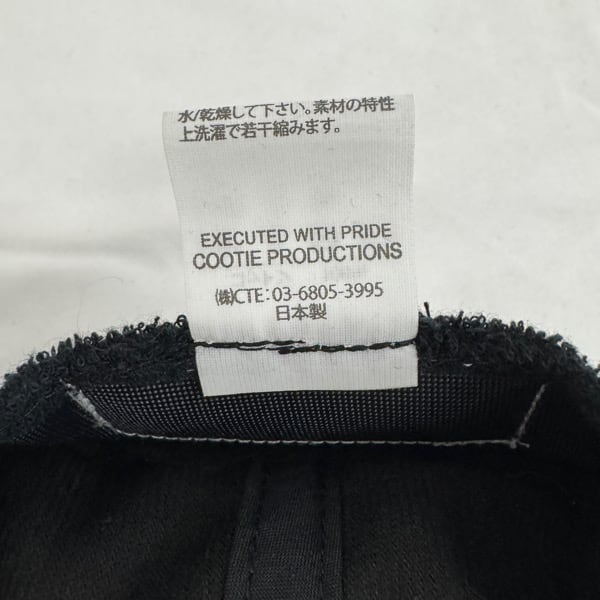 水/乾燥して下さい。素材の特性
上洗濯で若干縮みます。
EXECUTED WITH PRIDE
COOTIE PRODUCTIONS
㈱CTE:03-6805-3995
日本製